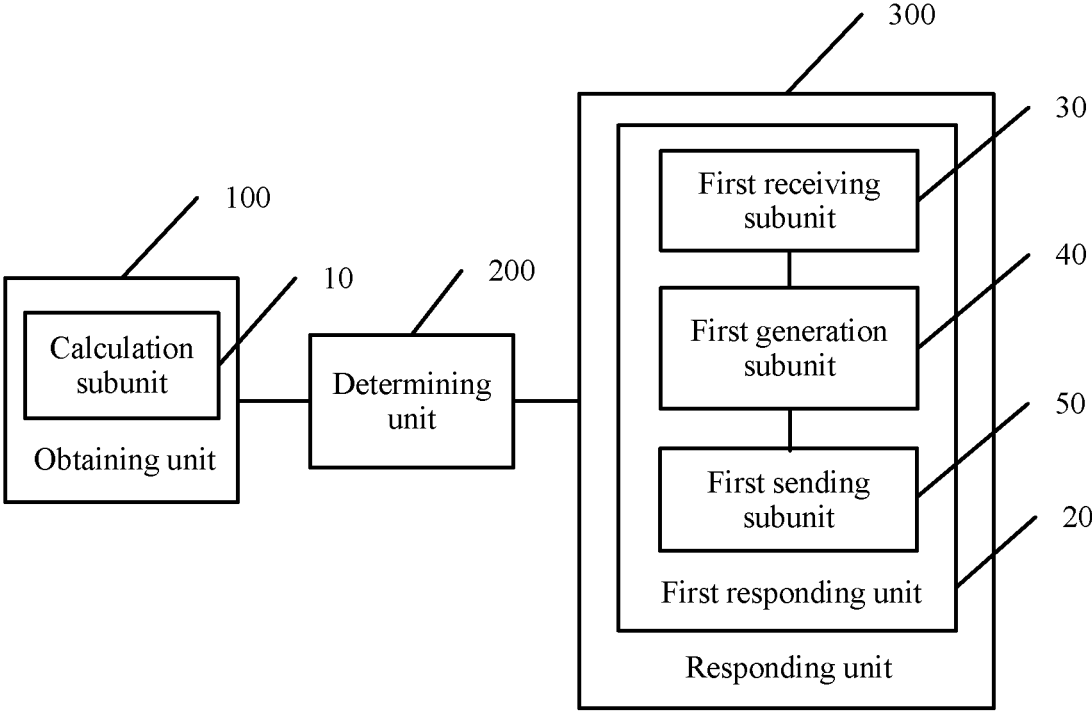 300
30
First receiving
subunit
100
40
10
200
First generation
subunit
Calculation
subunit
Determining
unit
50
Obtaining unit
First sending
subunit
20
First responding unit
Responding unit